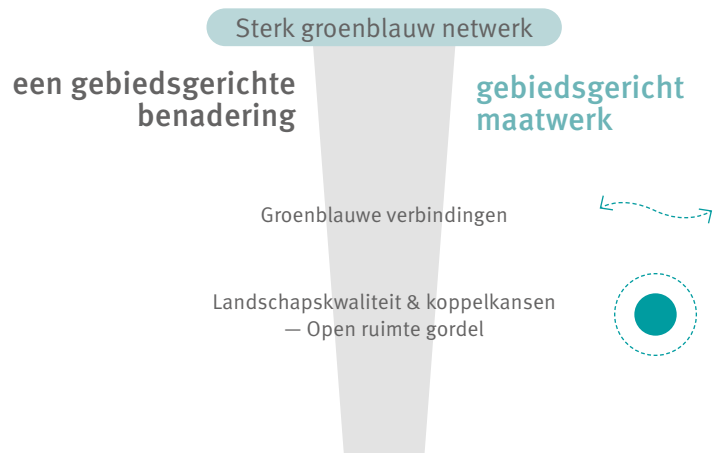 Sterk groenblauw netwerk
een gebiedsgerichte
benadering
gebiedsgericht
maatwerk
Groenblauwe verbindingen
Landschapskwaliteit & koppelkansen
— Open ruimte gordel